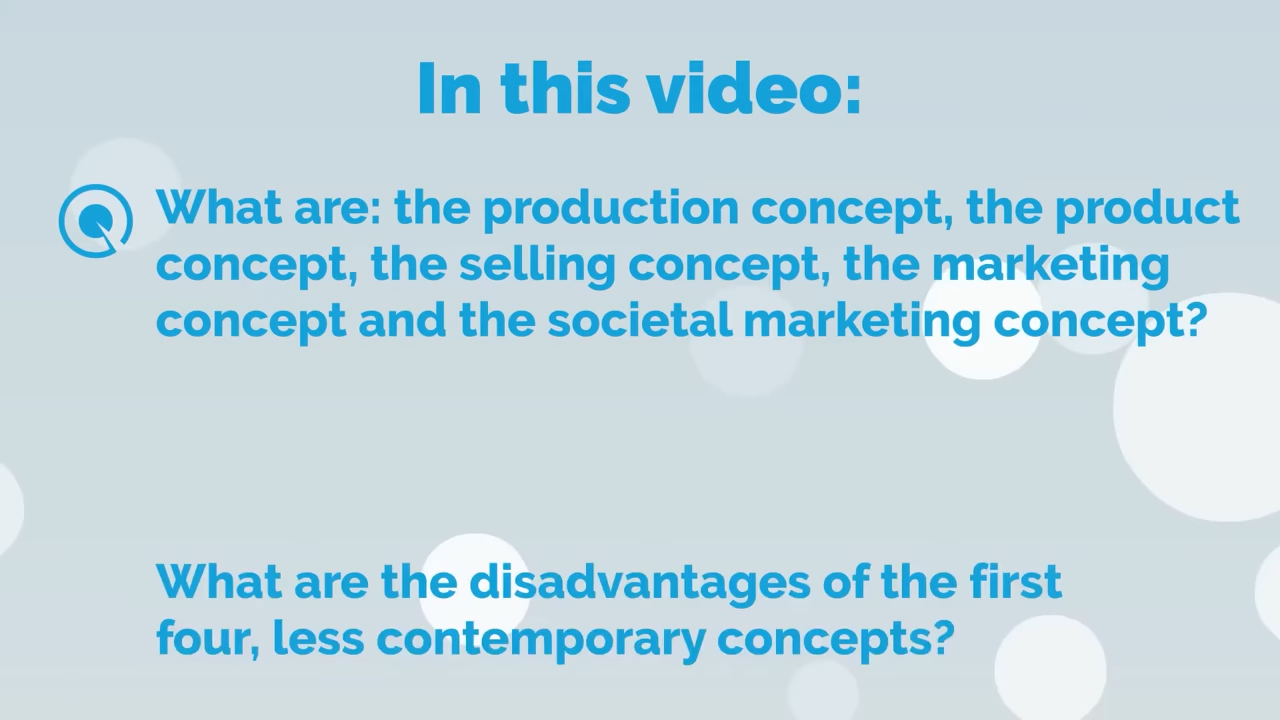 In this video:
What are: the production concept, the product
concept, the selling concept, the marketing
concept and the societal marketing concept?
What are the disadvantages of the first
four, less contemporary concepts?